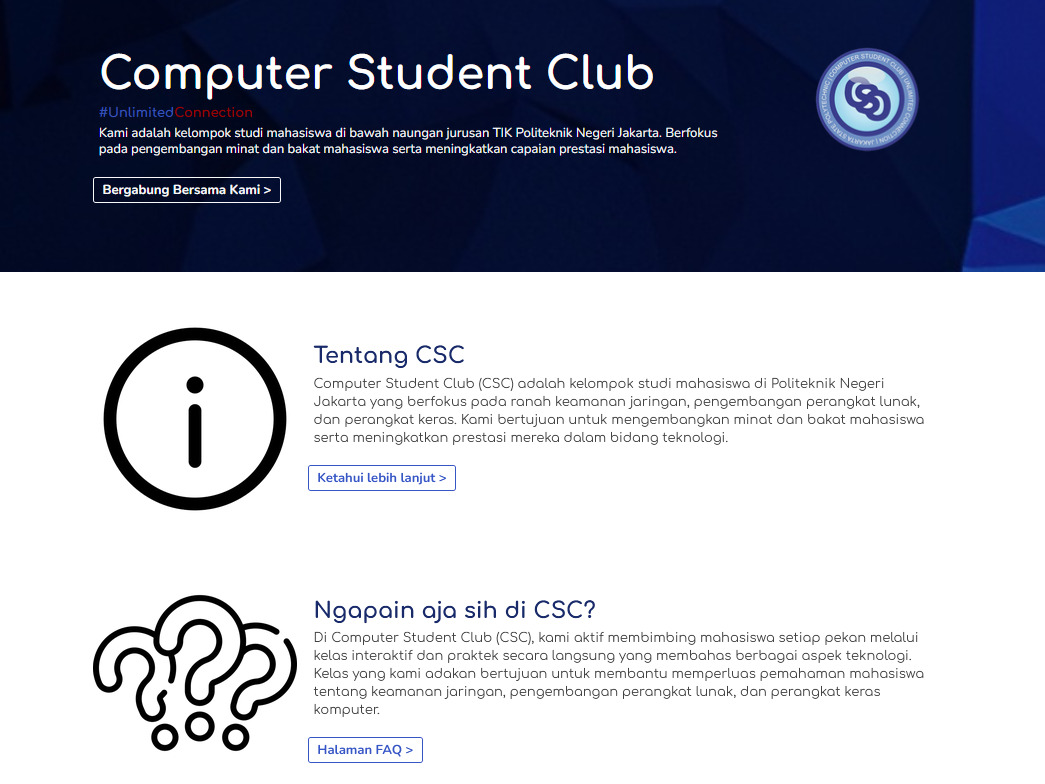 Computer Student Club
#UnlimitedConnection
Kami adalah kelompok studi mahasiswa di bawah naungan jurusan TIK Politeknik Negeri Jakarta. Berfokus
pada pengembangan minat dan bakat mahasiswa serta meningkatkan capaian prestasi mahasiswa.
Bergabung Bersama Kami >
COMPUTER STUDENT CLUB | UNLIMITED CONNECTION |
Tentang CSC
Computer Student Club (CSC) adalah kelompok studi mahasiswa di Politeknik Negeri
Jakarta yang berfokus pada ranah keamanan jaringan, pengembangan perangkat lunak,
dan perangkat keras. Kami bertujuan untuk mengembangkan minat dan bakat mahasiswa
serta meningkatkan prestasi mereka dalam bidang teknologi.
Ketahui lebih lanjut >
Ngapain aja sih di CSC?
Di Computer Student Club (CSC), kami aktif membimbing mahasiswa setiap pekan melalui
kelas interaktif dan praktek secara langsung yang membahas berbagai aspek teknologi.
Kelas yang kami adakan bertujuan untuk membantu memperluas pemahaman mahasiswa
tentang keamanan jaringan, pengembangan perangkat lunak, dan perangkat keras
komputer.
Halaman FAQ >